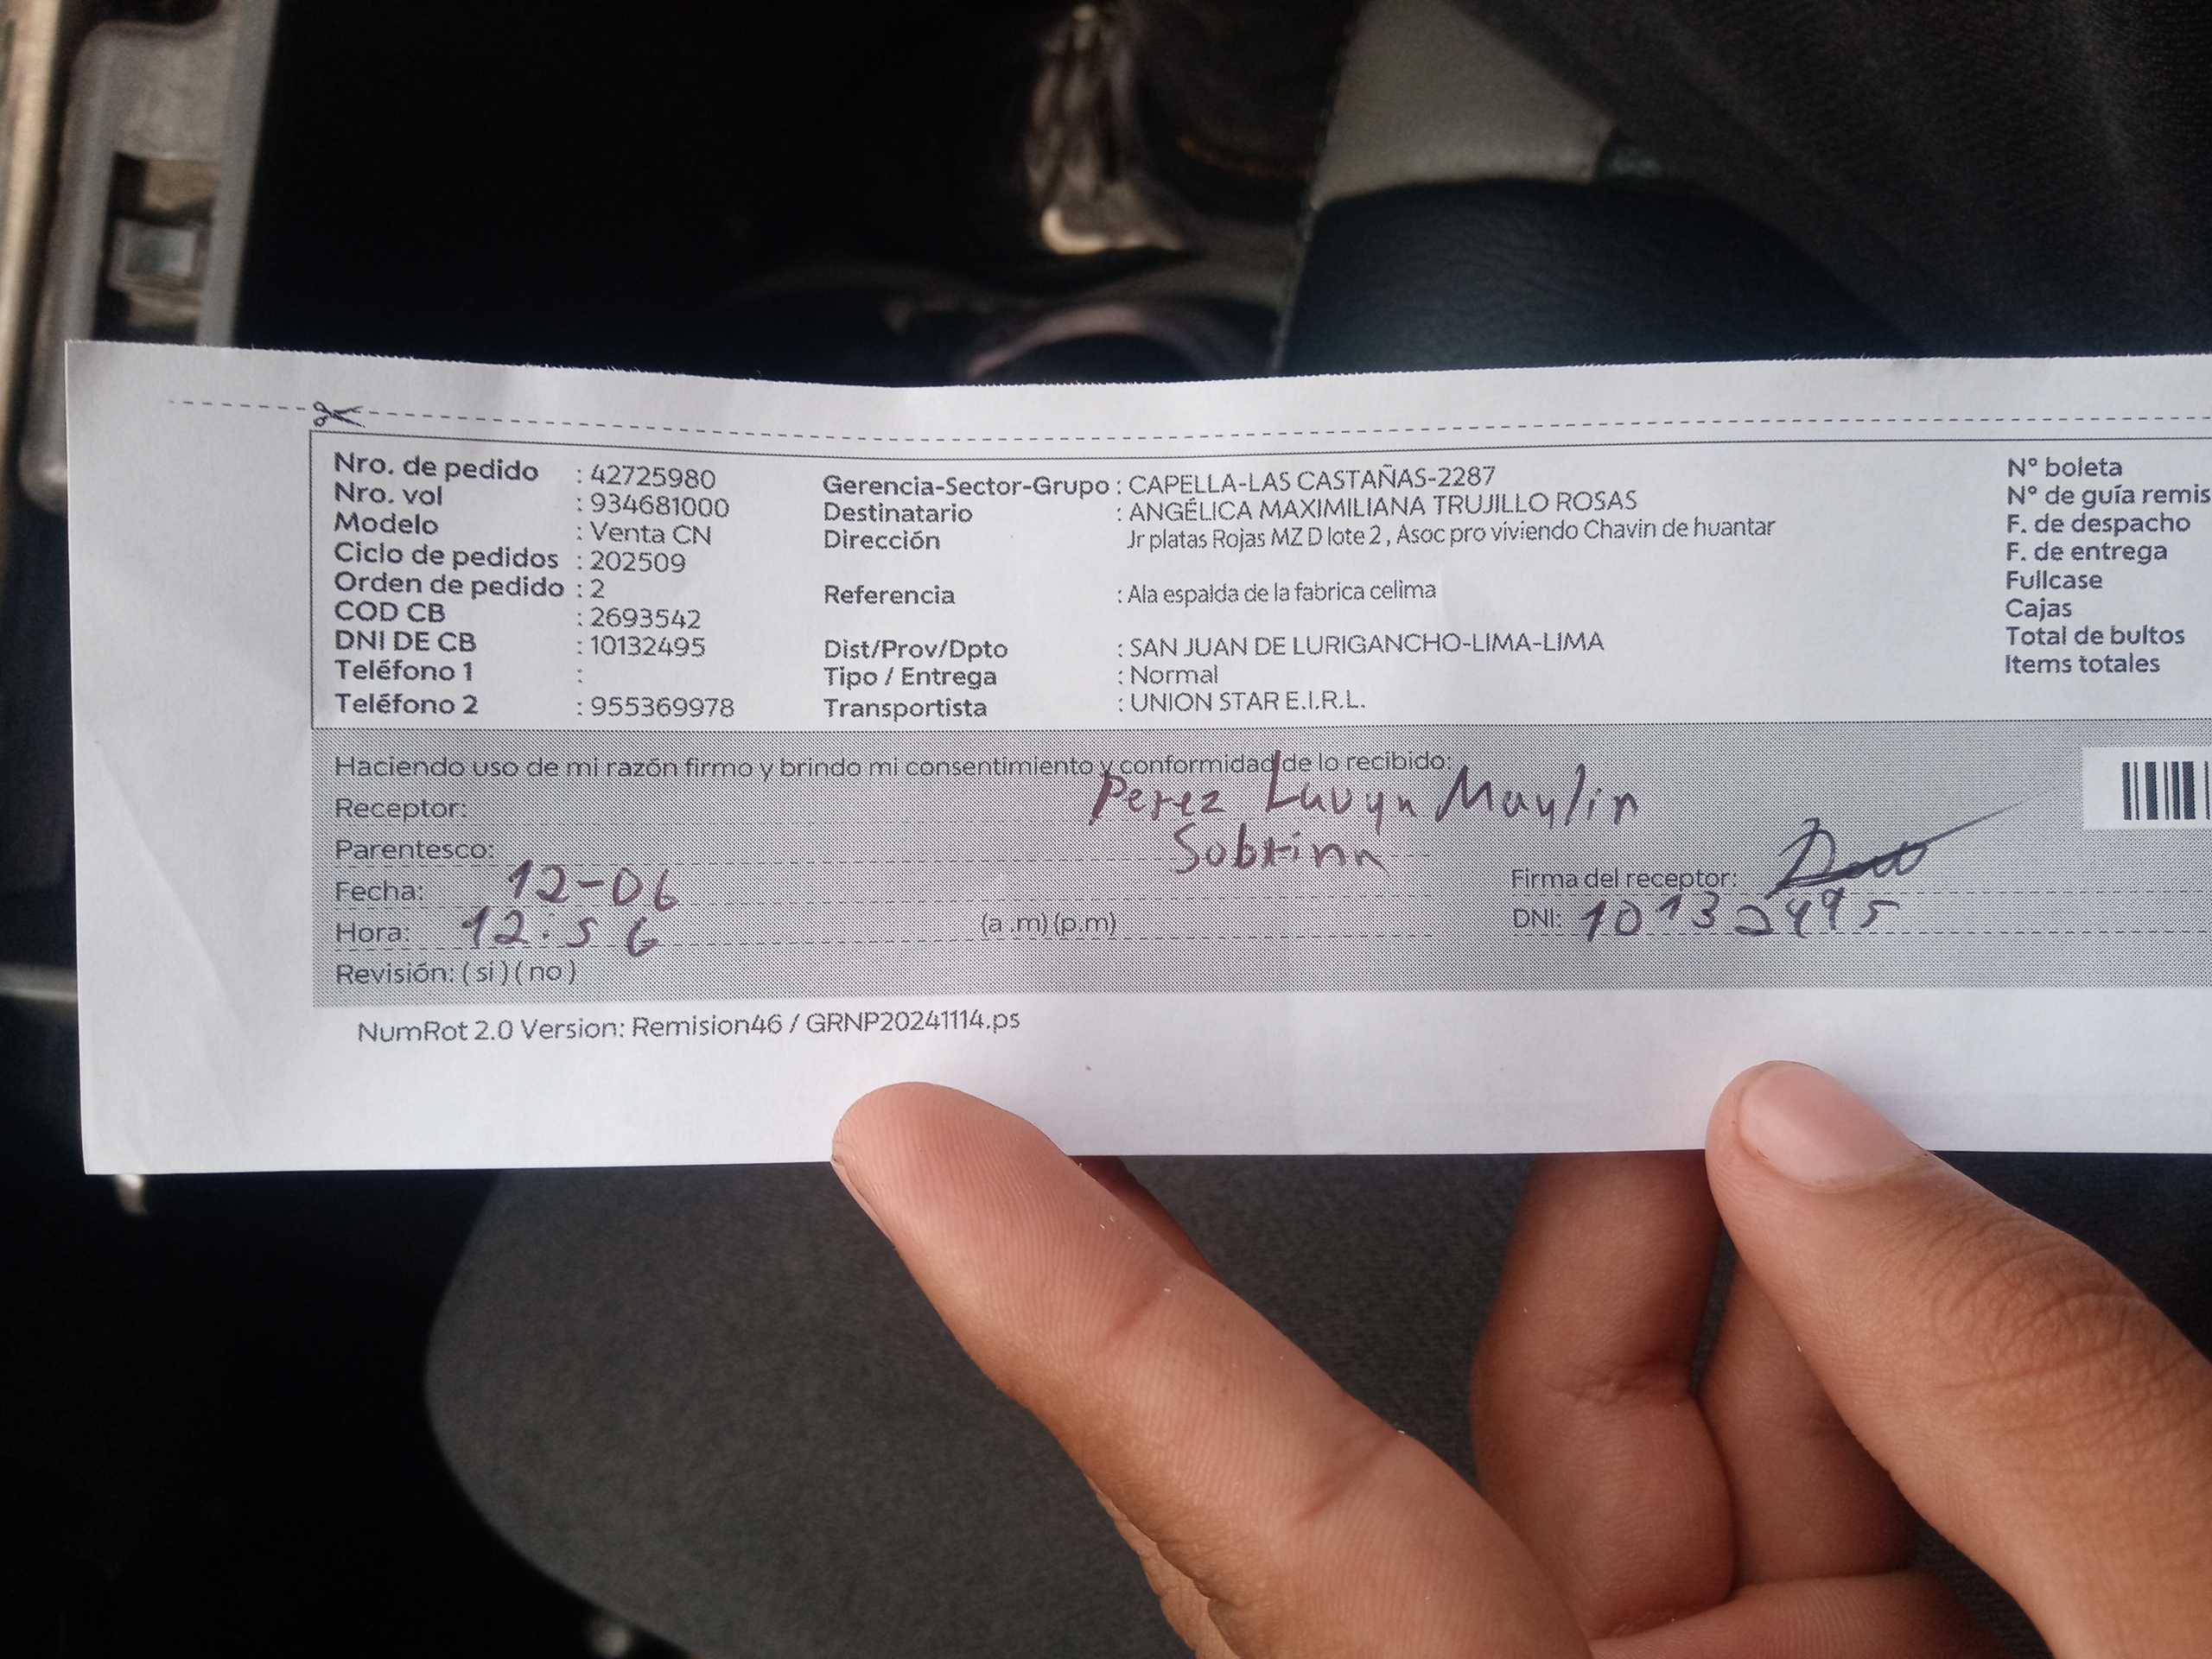 Nro. de pedido : 42725980
Nro. vol : 934681000
Modelo : Venta CN
Ciclo de pedidos : 202509
Orden de pedido : 2
COD CB : 2693542
DNI DE CB : 10132495
Teléfono 1 :
Teléfono 2 : 955369978
Gerencia-Sector-Grupo : CAPELLA-LAS CASTAÑAS-2287
Destinatario : ANGÉLICA MAXIMILIANA TRUJILLO ROSAS
Dirección Jr platas Rojas MZ D lote 2 , Asoc pro viviendo Chavin de huantar
Referencia : Ala espalda de la fabrica celima
Dist/Prov/Dpto : SAN JUAN DE LURIGANCHO-LIMA-LIMA
Tipo / Entrega : Normal
Transportista : UNION STAR E.I.R.L.
N° boleta
N° de guía remis
F. de despacho
F. de entrega
Fullcase
Cajas
Total de bultos
Items totales
Haciendo uso de mi razón firmo y brindo mi consentimiento y conformidad de lo recibido:
Receptor: Perez Maylin
Parentesco: Sobrina
Fecha: 12-06
Hora: 12:56 (a .m) (p.m)
Revisión: ( si ) ( no )
Firma del receptor:
DNI: 10132495
NumRot 2.0 Version: Remision46 / GRNP20241114.ps